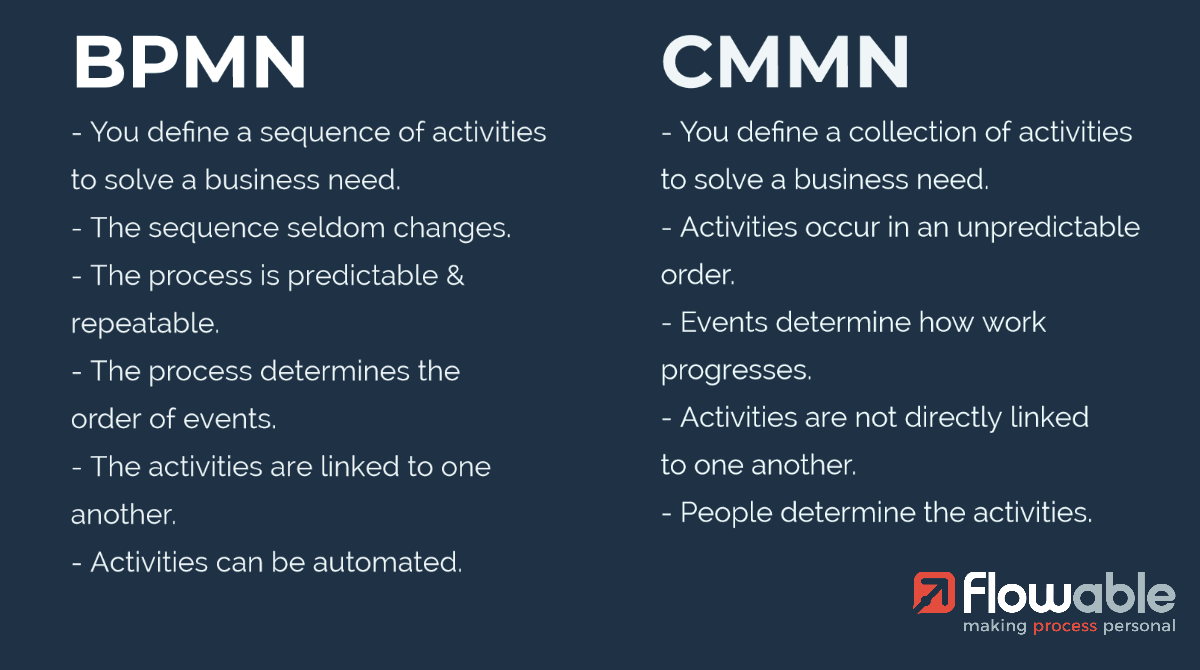 BPMN
- You define a sequence of activities
to solve a business need.
- The sequence seldom changes.
- The process is predictable &
repeatable.
- The process determines the
order of events.
- The activities are linked to one
another.
- Activities can be automated.
CMMN
- You define a collection of activities
to solve a business need.
- Activities occur in an unpredictable
order.
- Events determine how work
progresses.
- Activities are not directly linked
to one another.
- People determine the activities.
flowable
making process personal